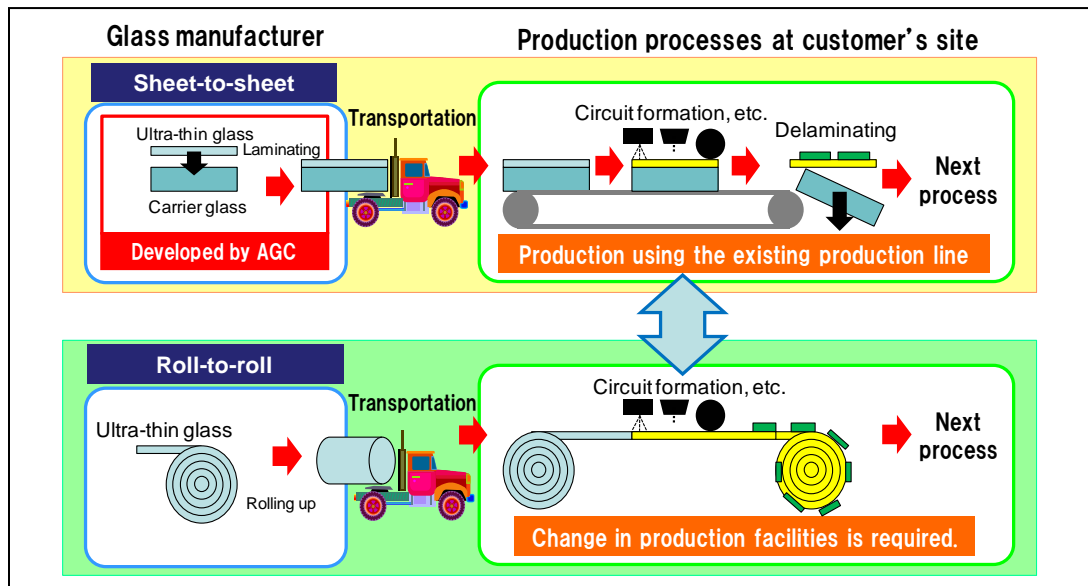 Glass manufacturer
Production processes at customer's site
Sheet-to-sheet
Ultra-thin glass
Laminating
Carrier glass
Developed by AGC
Transportation
Circuit formation, etc.
Delaminating
Next
process
Production using the existing production line
Roll-to-roll
Ultra-thin glass
Rolling up
Transportation
Circuit formation, etc.
Next
process
Change in production facilities is required.